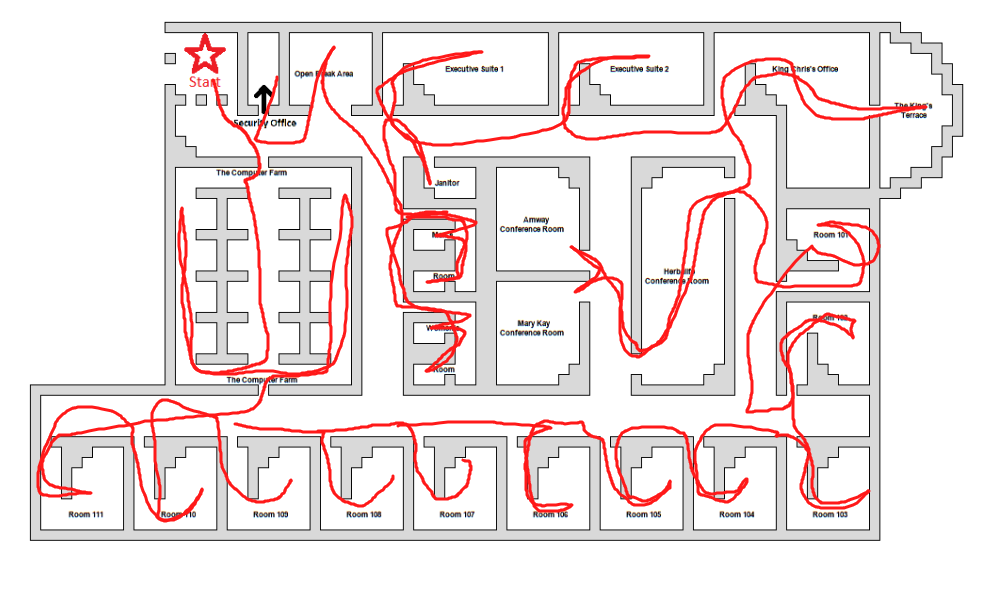 Start
Open Break Area
Executive Suite 1
Executive Suite 2
King Chris's Office
The King's
Terrace
Security Office
The Computer Farm
Janitor
Amway
Conference Room
Men's
Room
Room 101
Herbalife
Conference Room
Mary Kay
Conference Room
Women's
Room
Room 102
The Computer Farm
Room 111
Room 110
Room 109
Room 108
Room 107
Room 106
Room 105
Room 104
Room 103